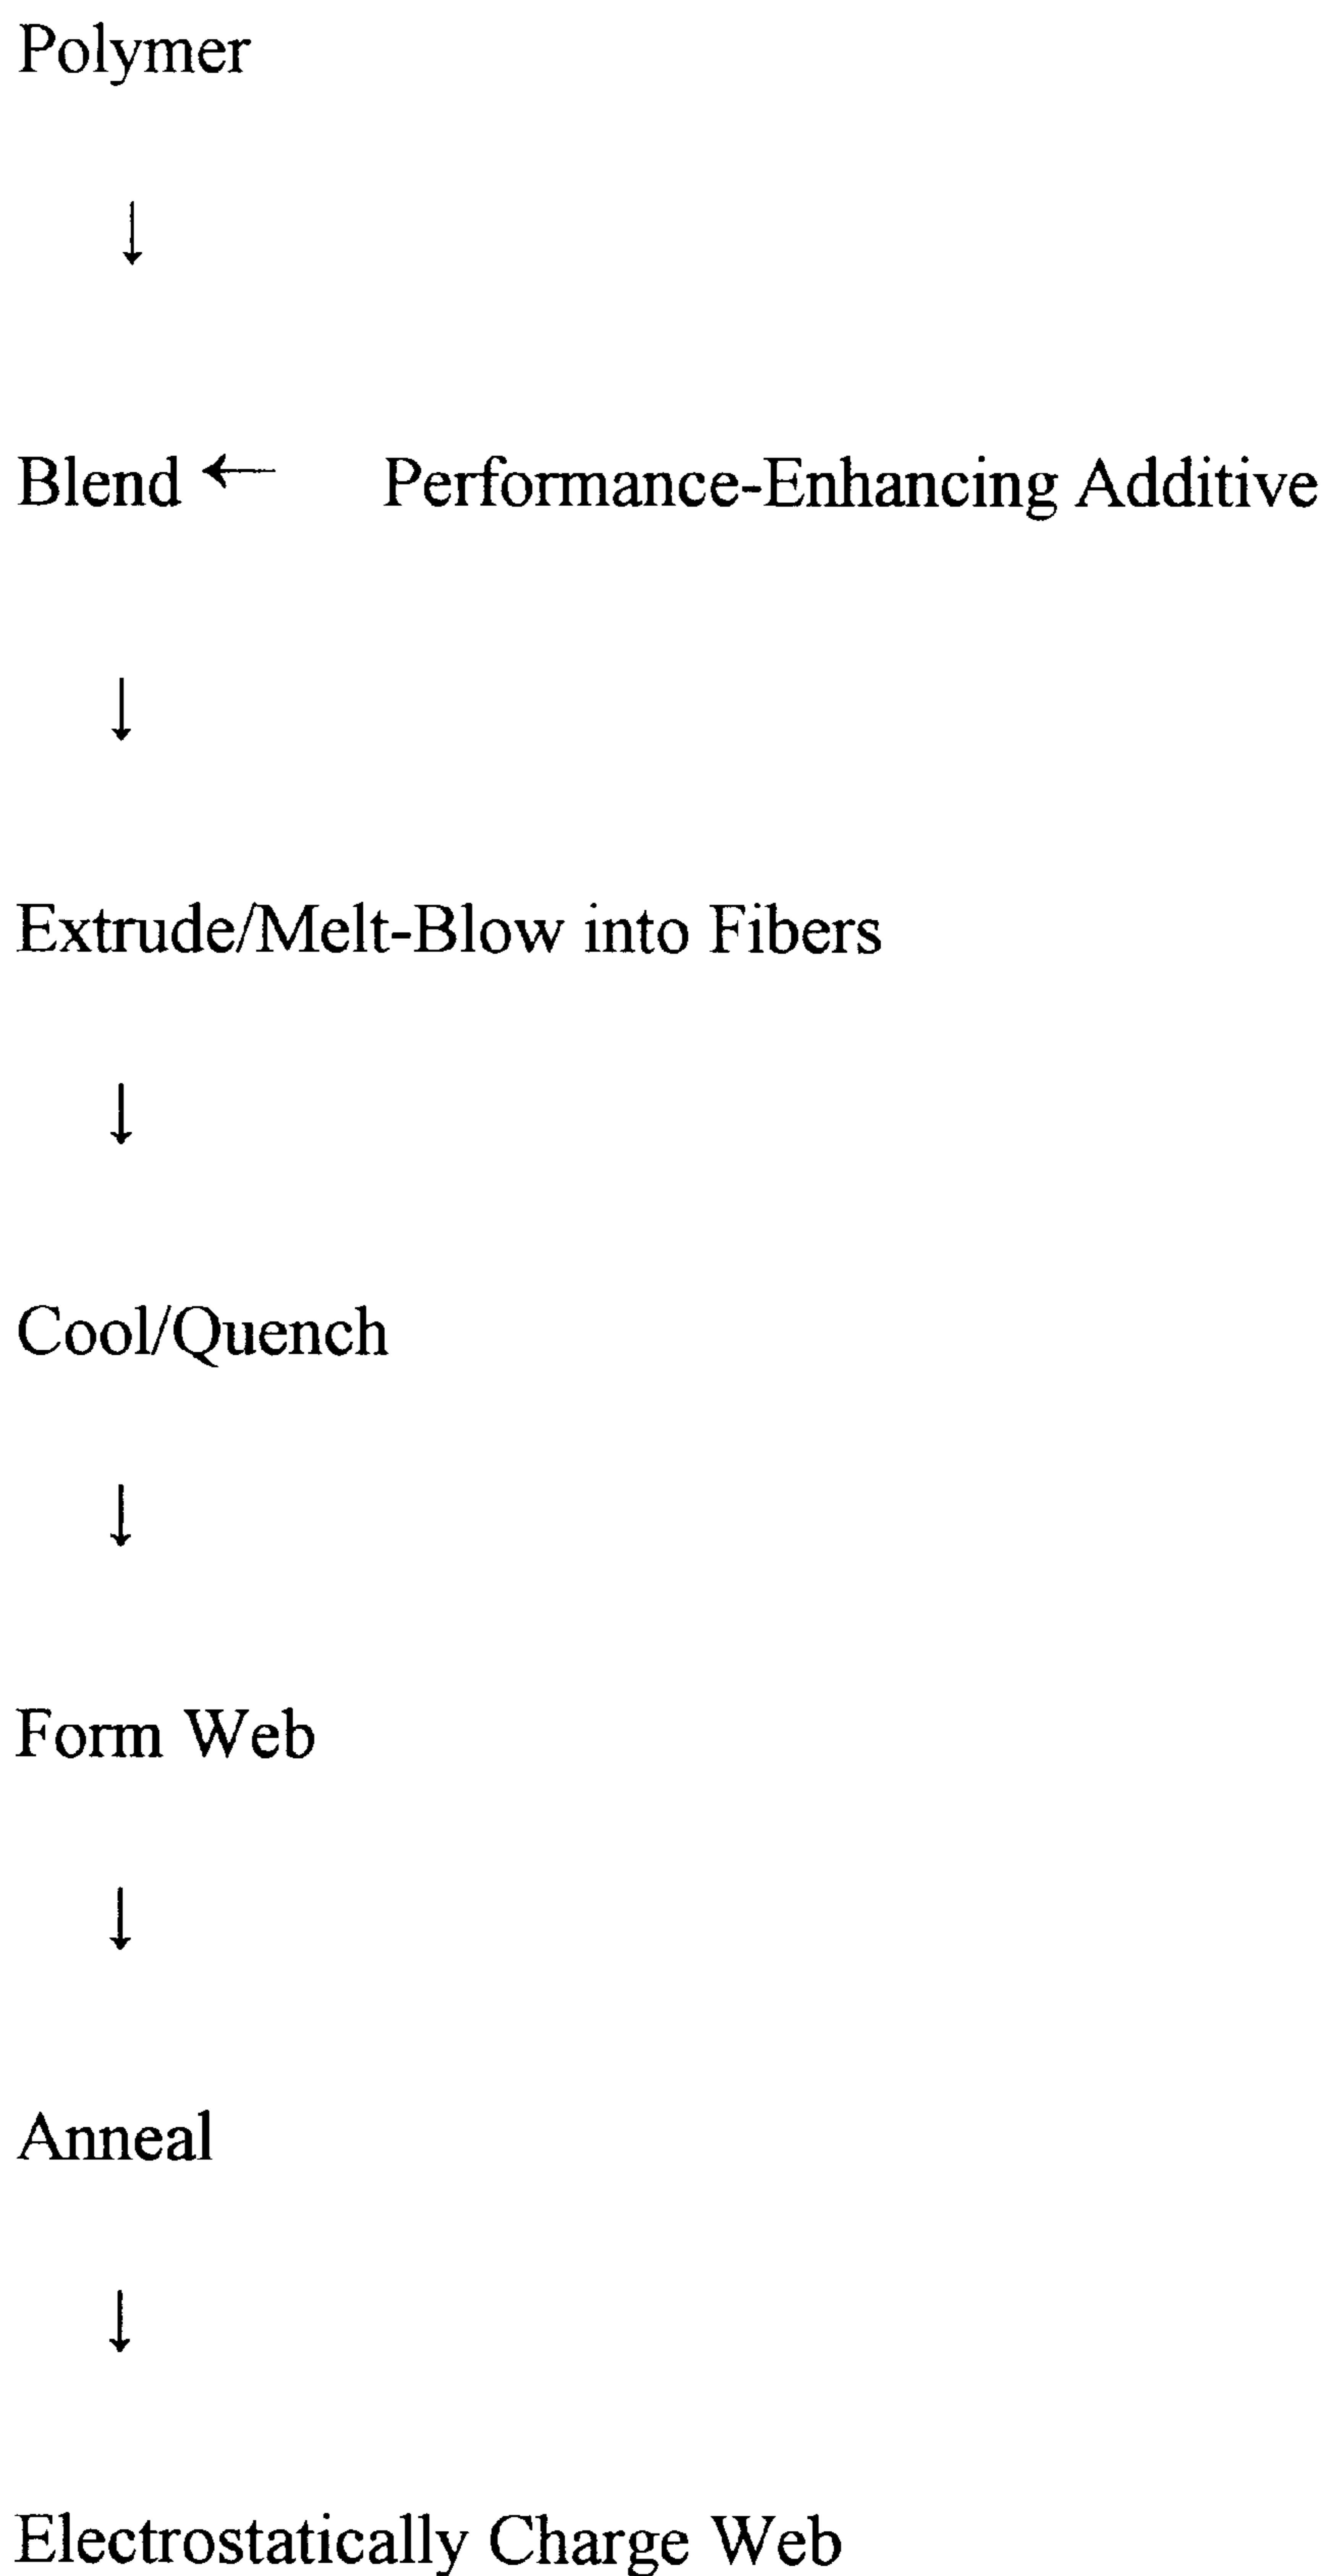 Polymer
↓
Blend ← Performance-Enhancing Additive
↓
Extrude/Melt-Blow into Fibers
↓
Cool/Quench
↓
Form Web
↓
Anneal
↓
Electrostatically Charge Web